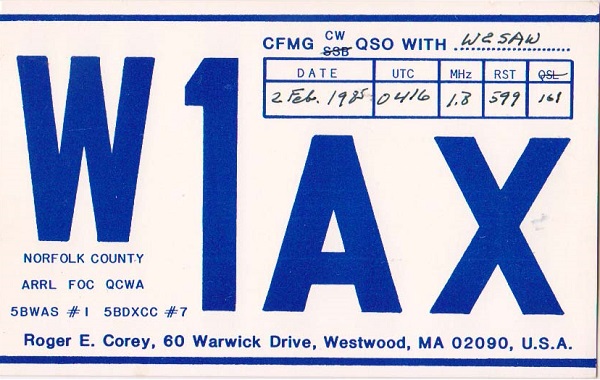 CW
CFMG SSB QSO WITH W2SAW
DATE UTC MHz RST QSL
2 Feb. 1985 0416 1.8 599 161
W1AX
NORFOLK COUNTY
ARRL FOC QCWA
5BWAS #1 5BDXCC #7
Roger E. Corey, 60 Warwick Drive, Westwood, MA 02090, U.S.A.